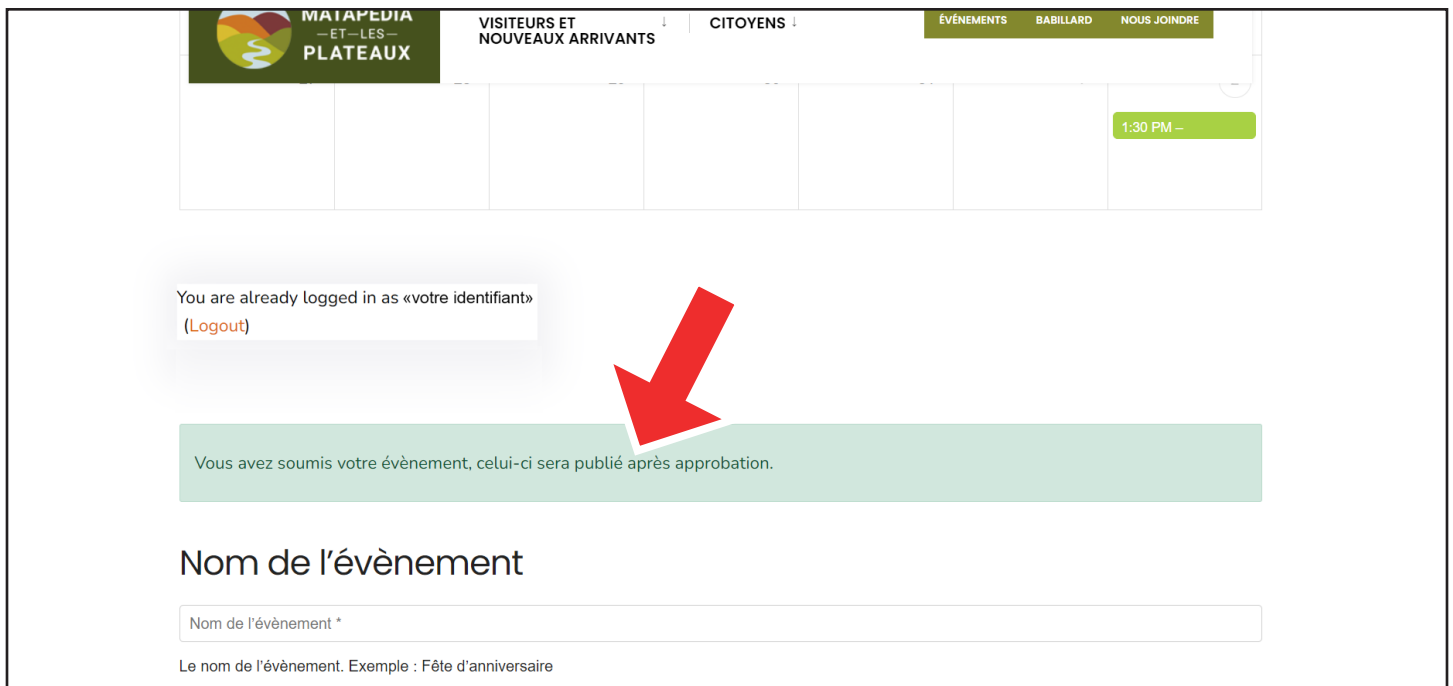 MATAPEDIA
—ET—LES—
PLATEAUX
VISITEURS ET ↓
NOUVEAUX ARRIVANTS
CITOYENS ↓
ÉVÉNEMENTS BABILLARD NOUS JOINDRE
1:30 PM –
You are already logged in as «votre identifiant»
(Logout)
Vous avez soumis votre évènement, celui-ci sera publié après approbation.
Nom de l’évènement
Nom de l’évènement *
Le nom de l’évènement. Exemple : Fête d’anniversaire